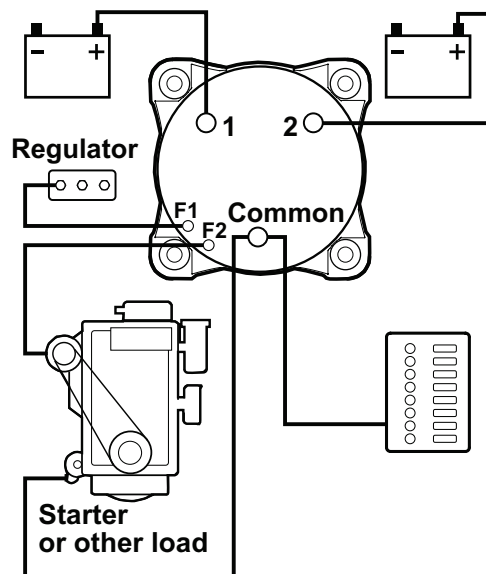 - +
- +
1 2
Regulator
F1
F2
Common
Starter
or other load